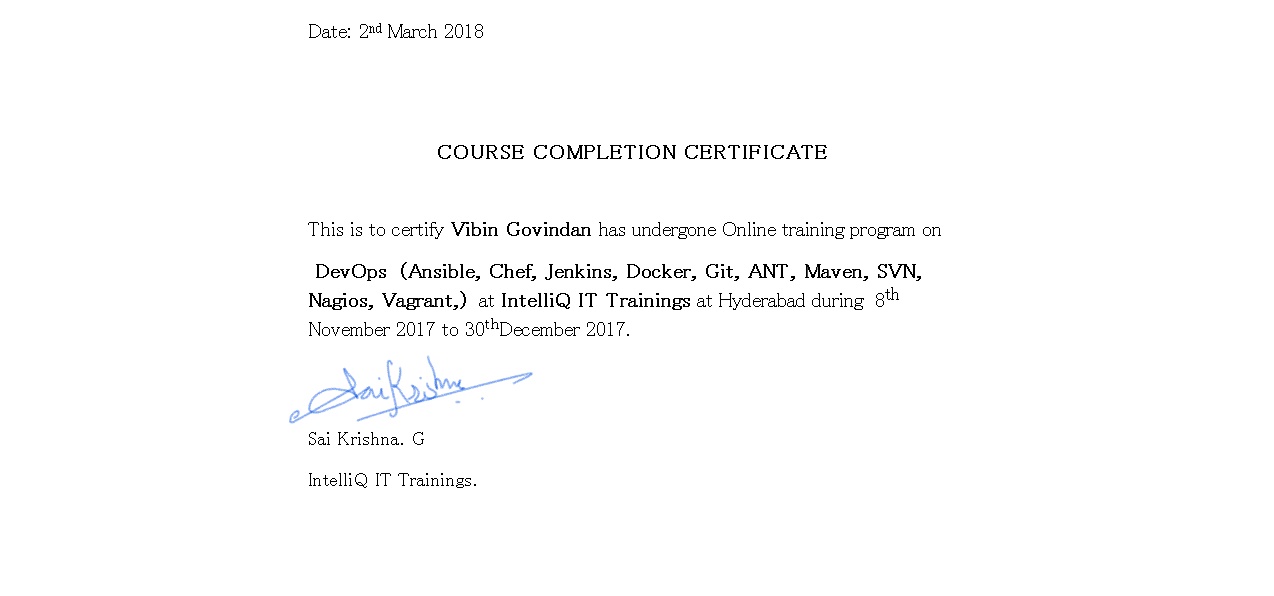 Date: 2nd March 2018
COURSE COMPLETION CERTIFICATE
This is to certify Vibin Govindan has undergone Online training program on
DevOps (Ansible, Chef, Jenkins, Docker, Git, ANT, Maven, SVN,
Nagios, Vagrant,) at IntelliQ IT Trainings at Hyderabad during 8th
November 2017 to 30thDecember 2017.
SaiKrishna
Sai Krishna. G
IntelliQ IT Trainings.